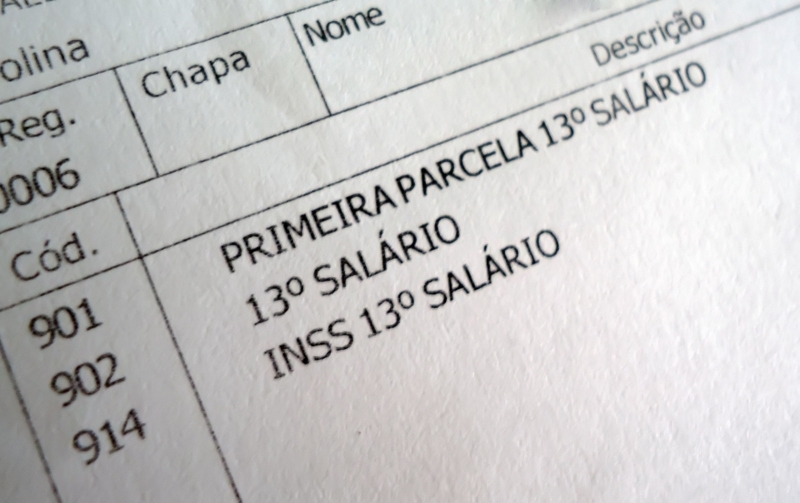 olina
Reg. Chapa Nome
0006
Cód. Descrição
901 PRIMEIRA PARCELA 13º SALÁRIO
902 13º SALÁRIO
914 INSS 13º SALÁRIO